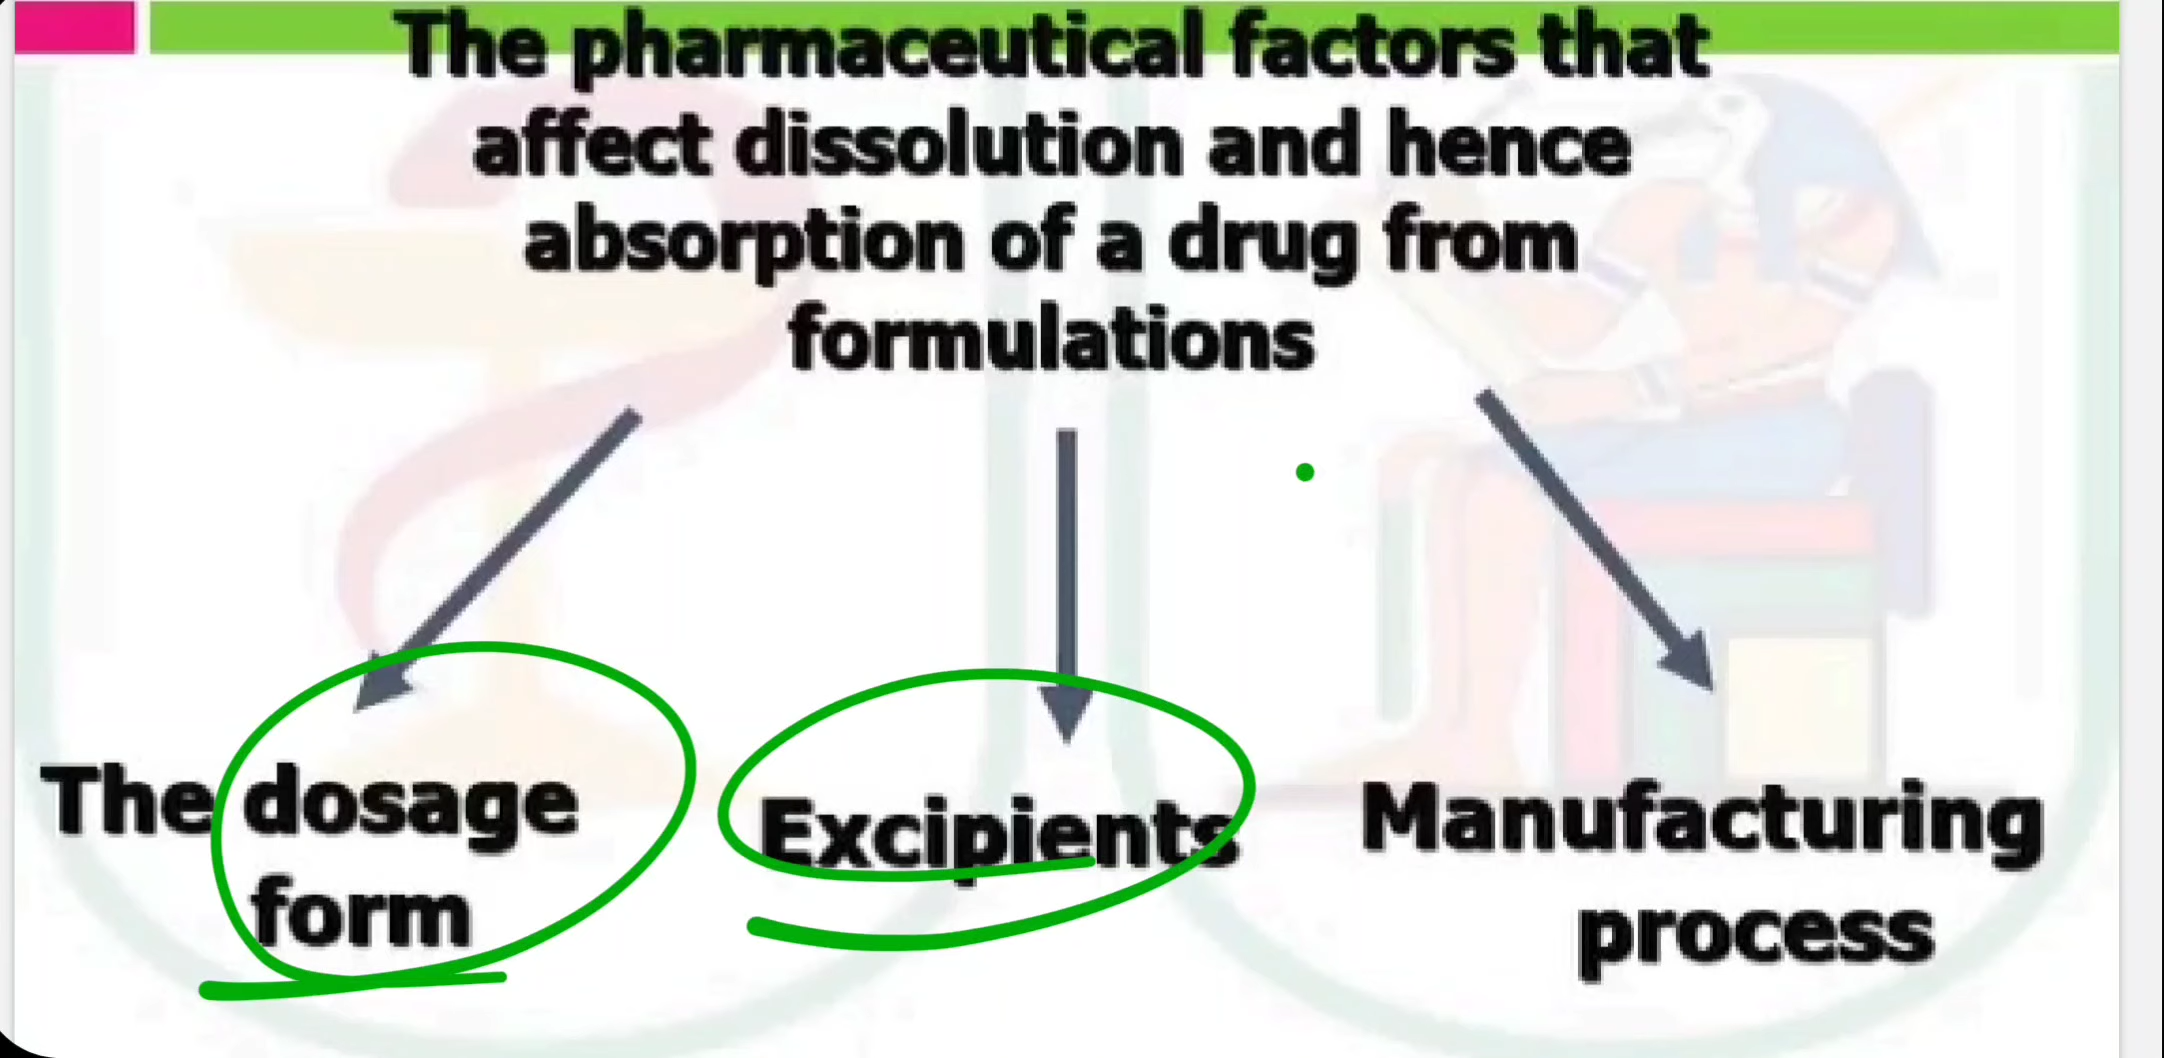 The pharmaceutical factors that
affect dissolution and hence
absorption of a drug from
formulations
The dosage
form
Excipients
Manufacturing
process